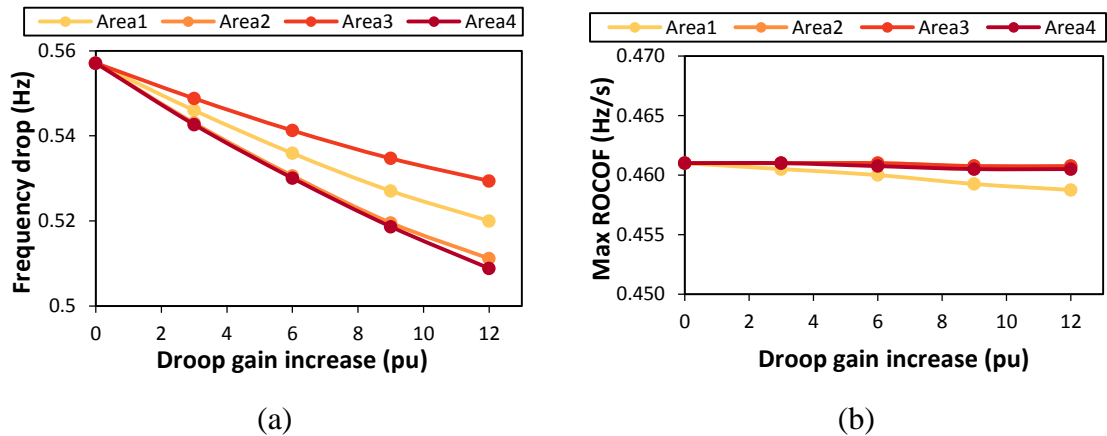 Area1 Area2 Area3 Area4
0.56
0.54
0.52
0.5
Frequency drop (Hz)
0 2 4 6 8 10 12
Droop gain increase (pu)
(a)
Area1 Area2 Area3 Area4
0.470
0.465
0.460
0.455
0.450
Max ROCOF (Hz/s)
0 2 4 6 8 10 12
Droop gain increase (pu)
(b)